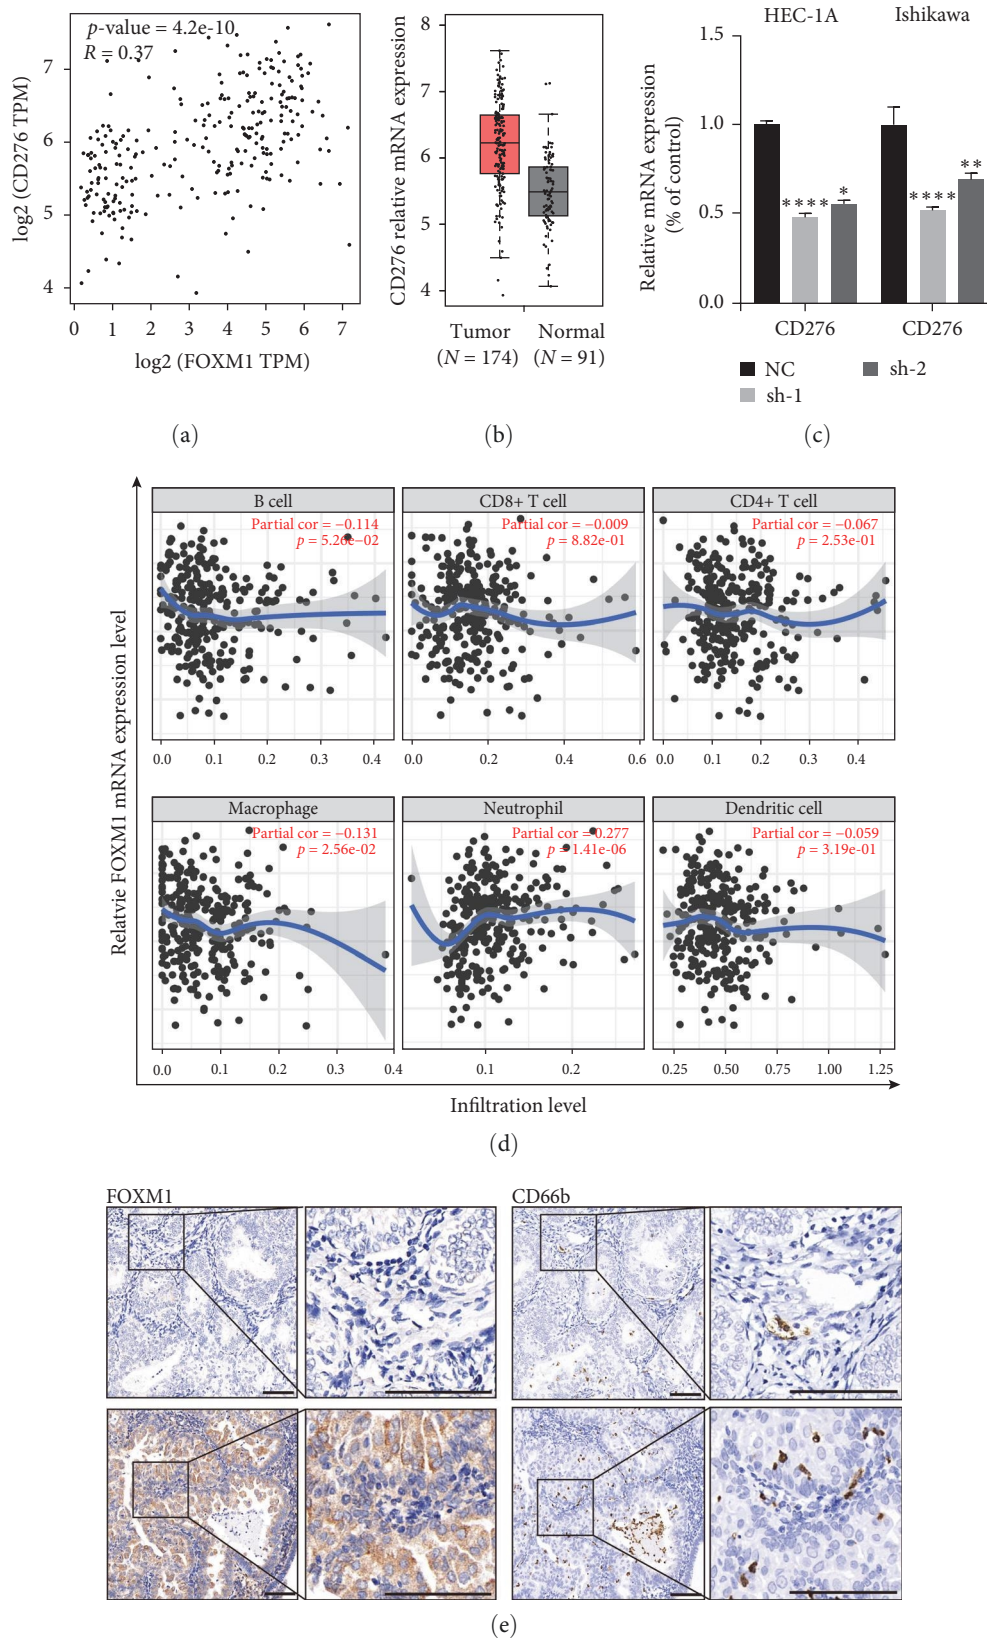 p-value = 4.2e-10
R = 0.37
log2 (CD276 TPM)
7
6
5
4
0 1 2 3 4 5 6 7
log2 (FOXM1 TPM)
(a)
CD276 relative mRNA expression
8
7
6
5
4
Tumor Normal
(N = 174) (N = 91)
(b)
HEC-1A Ishikawa
Relative mRNA expression
(% of control)
1.5
1.0
0.5
0.0
**** * **** **
CD276 CD276
NC sh-2
sh-1
(c)
Relatvie FOXM1 mRNA expression level
B cell
Partial cor = −0.114
p = 5.26e−02
0.0 0.1 0.2 0.3 0.4
CD8+ T cell
Partial cor = −0.009
p = 8.82e-01
0.0 0.2 0.4 0.6
CD4+ T cell
Partial cor = −0.067
p = 2.53e-01
0.0 0.1 0.2 0.3 0.4
Macrophage
Partial cor = −0.131
p = 2.56e-02
0.0 0.1 0.2 0.3 0.4
Neutrophil
Partial cor = 0.277
p = 1.41e-06
0.1 0.2
Dendritic cell
Partial cor = −0.059
p = 3.19e-01
0.25 0.50 0.75 1.00 1.25
Infiltration level
(d)
FOXM1 CD66b
(e)